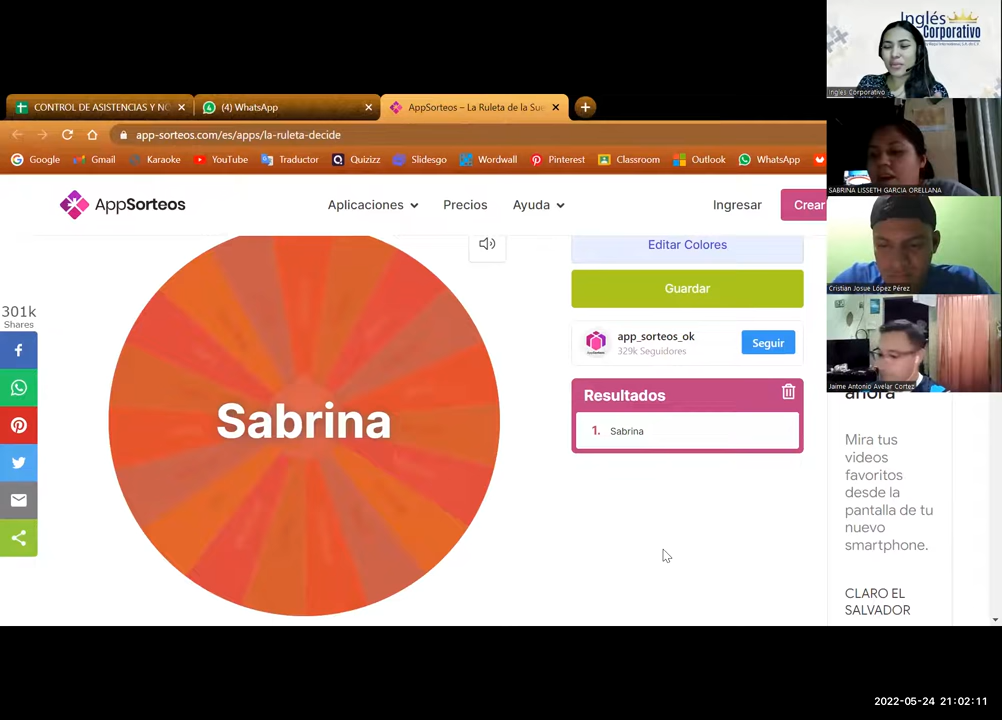 CONTROL DE ASISTENCIAS Y NO
(4) WhatsApp
AppSorteos – La Ruleta de la Sue
app-sorteos.com/es/apps/la-ruleta-decide
Google
Gmail
Karaoke
YouTube
Traductor
Quizizz
Slidesgo
Wordwall
Pinterest
Classroom
Outlook
WhatsApp
AppSorteos
Aplicaciones
Precios
Ayuda
Ingresar
Crear
301k
Shares
Sabrina
Editar Colores
Guardar
app_sorteos_ok
329k Seguidores
Seguir
Resultados
1. Sabrina
ahora
Mira tus
videos
favoritos
desde la
pantalla de tu
nuevo
smartphone.
CLARO EL
SALVADOR
Inglés
Corporativo
Inglés Corporativo
SABRINA LISSETH GARCIA ORELLANA
Cristian Josue López Pérez
Jaime Antonio Avelar Cortez
2022-05-24 21:02:11